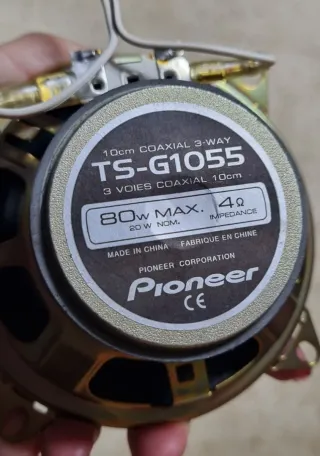 10cm COAXIAL 3-WAY
TS-G1055
3 VOIES COAXIAL 10cm
80W MAX. 4Ω
20 W NOM. IMPEDANCE
MADE IN CHINA FABRIQUE EN CHINE
PIONEER CORPORATION
Pioneer
CE